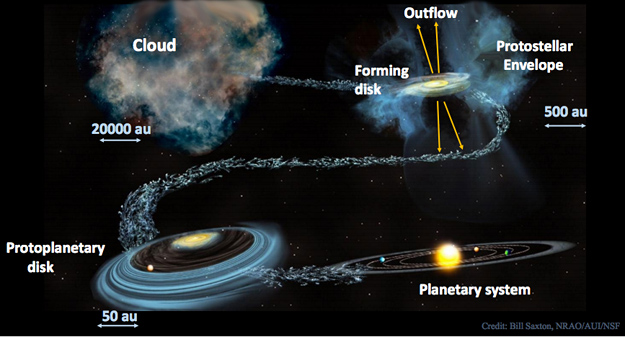 Outflow
Cloud
Protostellar
Envelope
Forming
disk
20000 au
500 au
Protoplanetary
disk
Planetary system
50 au
Credit: Bill Saxton, NRAO/AUI/NSF